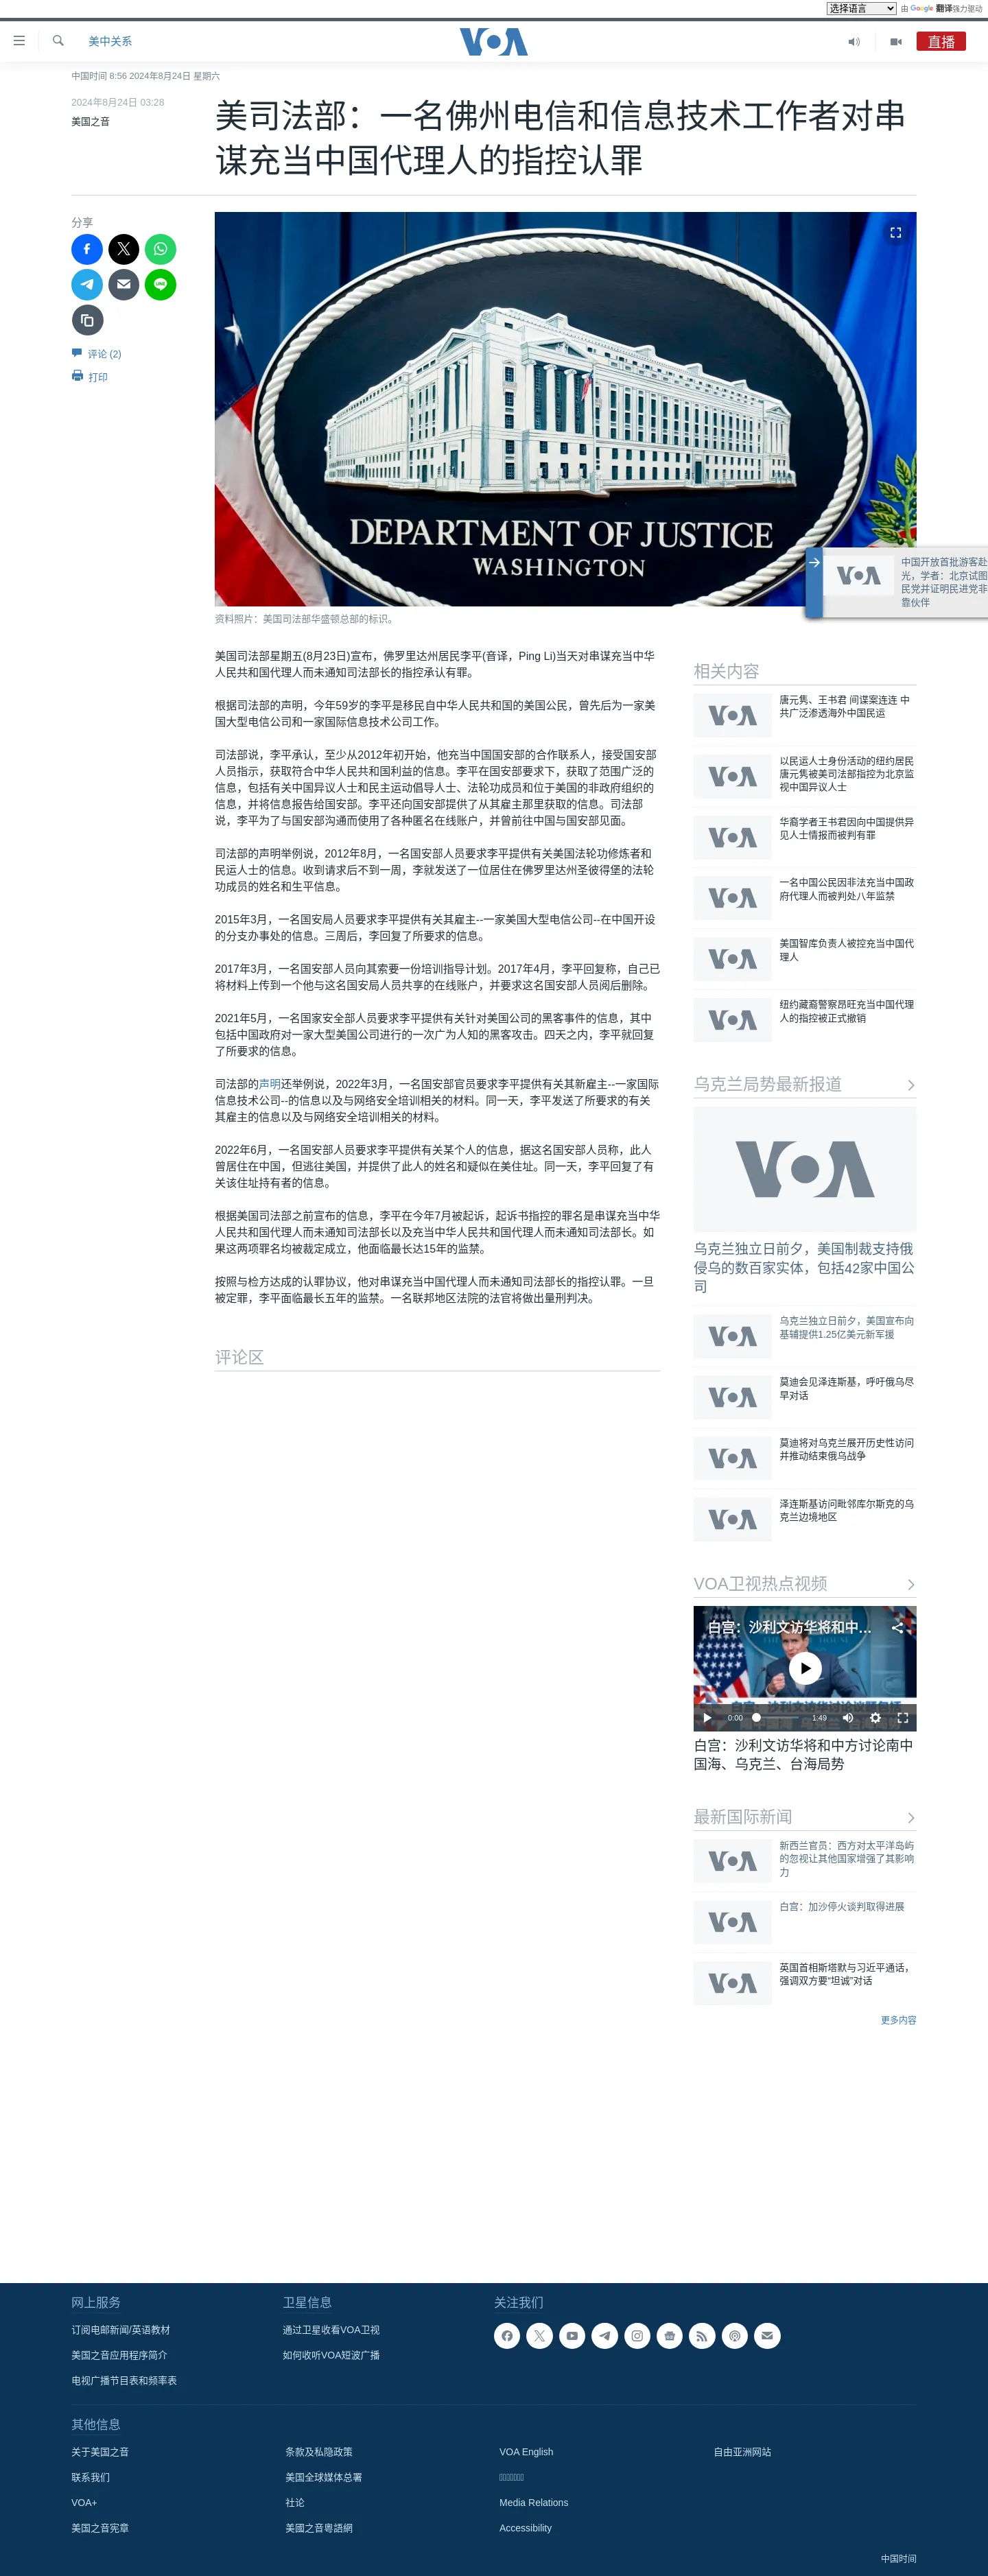 选择语言
由 Google 翻译强力驱动
美中关系
VOA
直播
中国时间 8:56 2024年8月24日 星期六
2024年8月24日 03:28
美国之音
美司法部：一名佛州电信和信息技术工作者对串
谋充当中国代理人的指控认罪
分享
LINE
评论 (2)
打印
DEPARTMENT OF JUSTICE
WASHINGTON
资料照片：美国司法部华盛顿总部的标识。
VOA
中国开放首批游客赴
光，学者：北京试图
民党并证明民进党非
靠伙伴
美国司法部星期五(8月23日)宣布，佛罗里达州居民李平(音译，Ping Li)当天对串谋充当中华
人民共和国代理人而未通知司法部长的指控承认有罪。
根据司法部的声明，今年59岁的李平是移民自中华人民共和国的美国公民，曾先后为一家美
国大型电信公司和一家国际信息技术公司工作。
司法部说，李平承认，至少从2012年初开始，他充当中国国安部的合作联系人，接受国安部
人员指示，获取符合中华人民共和国利益的信息。李平在国安部要求下，获取了范围广泛的
信息，包括有关中国异议人士和民主运动倡导人士、法轮功成员和位于美国的非政府组织的
信息，并将信息报告给国安部。李平还向国安部提供了从其雇主那里获取的信息。司法部
说，李平为了与国安部沟通而使用了各种匿名在线账户，并曾前往中国与国安部见面。
司法部的声明举例说，2012年8月，一名国安部人员要求李平提供有关美国法轮功修炼者和
民运人士的信息。收到请求后不到一周，李就发送了一位居住在佛罗里达州圣彼得堡的法轮
功成员的姓名和生平信息。
2015年3月，一名国安局人员要求李平提供有关其雇主--一家美国大型电信公司--在中国开设
的分支办事处的信息。三周后，李回复了所要求的信息。
2017年3月，一名国安部人员向其索要一份培训指导计划。2017年4月，李平回复称，自己已
将材料上传到一个他与这名国安局人员共享的在线账户，并要求这名国安部人员阅后删除。
2021年5月，一名国家安全部人员要求李平提供有关针对美国公司的黑客事件的信息，其中
包括中国政府对一家大型美国公司进行的一次广为人知的黑客攻击。四天之内，李平就回复
了所要求的信息。
司法部的声明还举例说，2022年3月，一名国安部官员要求李平提供有关其新雇主--一家国际
信息技术公司--的信息以及与网络安全培训相关的材料。同一天，李平发送了所要求的有关
其雇主的信息以及与网络安全培训相关的材料。
2022年6月，一名国安部人员要求李平提供有关某个人的信息，据这名国安部人员称，此人
曾居住在中国，但逃往美国，并提供了此人的姓名和疑似在美住址。同一天，李平回复了有
关该住址持有者的信息。
根据美国司法部之前宣布的信息，李平在今年7月被起诉，起诉书指控的罪名是串谋充当中华
人民共和国代理人而未通知司法部长以及充当中华人民共和国代理人而未通知司法部长。如
果这两项罪名均被裁定成立，他面临最长达15年的监禁。
按照与检方达成的认罪协议，他对串谋充当中国代理人而未通知司法部长的指控认罪。一旦
被定罪，李平面临最长五年的监禁。一名联邦地区法院的法官将做出量刑判决。
评论区
相关内容
VOA
唐元隽、王书君 间谍案连连 中
共广泛渗透海外中国民运
VOA
以民运人士身份活动的纽约居民
唐元隽被美司法部指控为北京监
视中国异议人士
VOA
华裔学者王书君因向中国提供异
见人士情报而被判有罪
VOA
一名中国公民因非法充当中国政
府代理人而被判处八年监禁
VOA
美国智库负责人被控充当中国代
理人
VOA
纽约藏裔警察昂旺充当中国代理
人的指控被正式撤销
乌克兰局势最新报道
VOA
乌克兰独立日前夕，美国制裁支持俄
侵乌的数百家实体，包括42家中国公
司
VOA
乌克兰独立日前夕，美国宣布向
基辅提供1.25亿美元新军援
VOA
莫迪会见泽连斯基，呼吁俄乌尽
早对话
VOA
莫迪将对乌克兰展开历史性访问
并推动结束俄乌战争
VOA
泽连斯基访问毗邻库尔斯克的乌
克兰边境地区
VOA卫视热点视频
白宫：沙利文访华将和中...
白宫：沙利文访华讨论议题包括
0:00
1:49
白宫：沙利文访华将和中方讨论南中
国海、乌克兰、台海局势
最新国际新闻
VOA
新西兰官员：西方对太平洋岛屿
的忽视让其他国家增强了其影响
力
VOA
白宫：加沙停火谈判取得进展
VOA
英国首相斯塔默与习近平通话，
强调双方要“坦诚”对话
更多内容
网上服务
订阅电邮新闻/英语教材
美国之音应用程序简介
电视广播节目表和频率表
卫星信息
通过卫星收看VOA卫视
如何收听VOA短波广播
关注我们
其他信息
关于美国之音
联系我们
VOA+
美国之音宪章
条款及私隐政策
美国全球媒体总署
社论
美國之音粵語網
VOA English
Media Relations
Accessibility
自由亚洲网站
中国时间